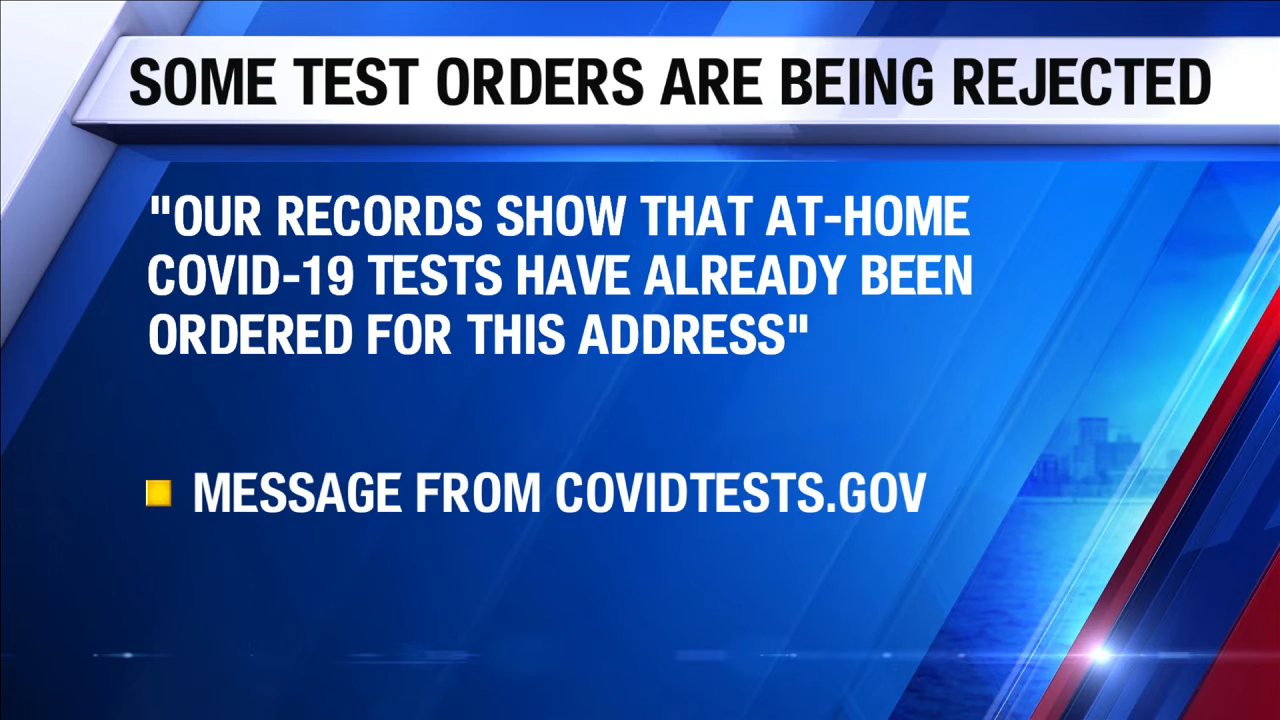 SOME TEST ORDERS ARE BEING REJECTED
"OUR RECORDS SHOW THAT AT-HOME
COVID-19 TESTS HAVE ALREADY BEEN
ORDERED FOR THIS ADDRESS"
MESSAGE FROM COVIDTESTS.GOV